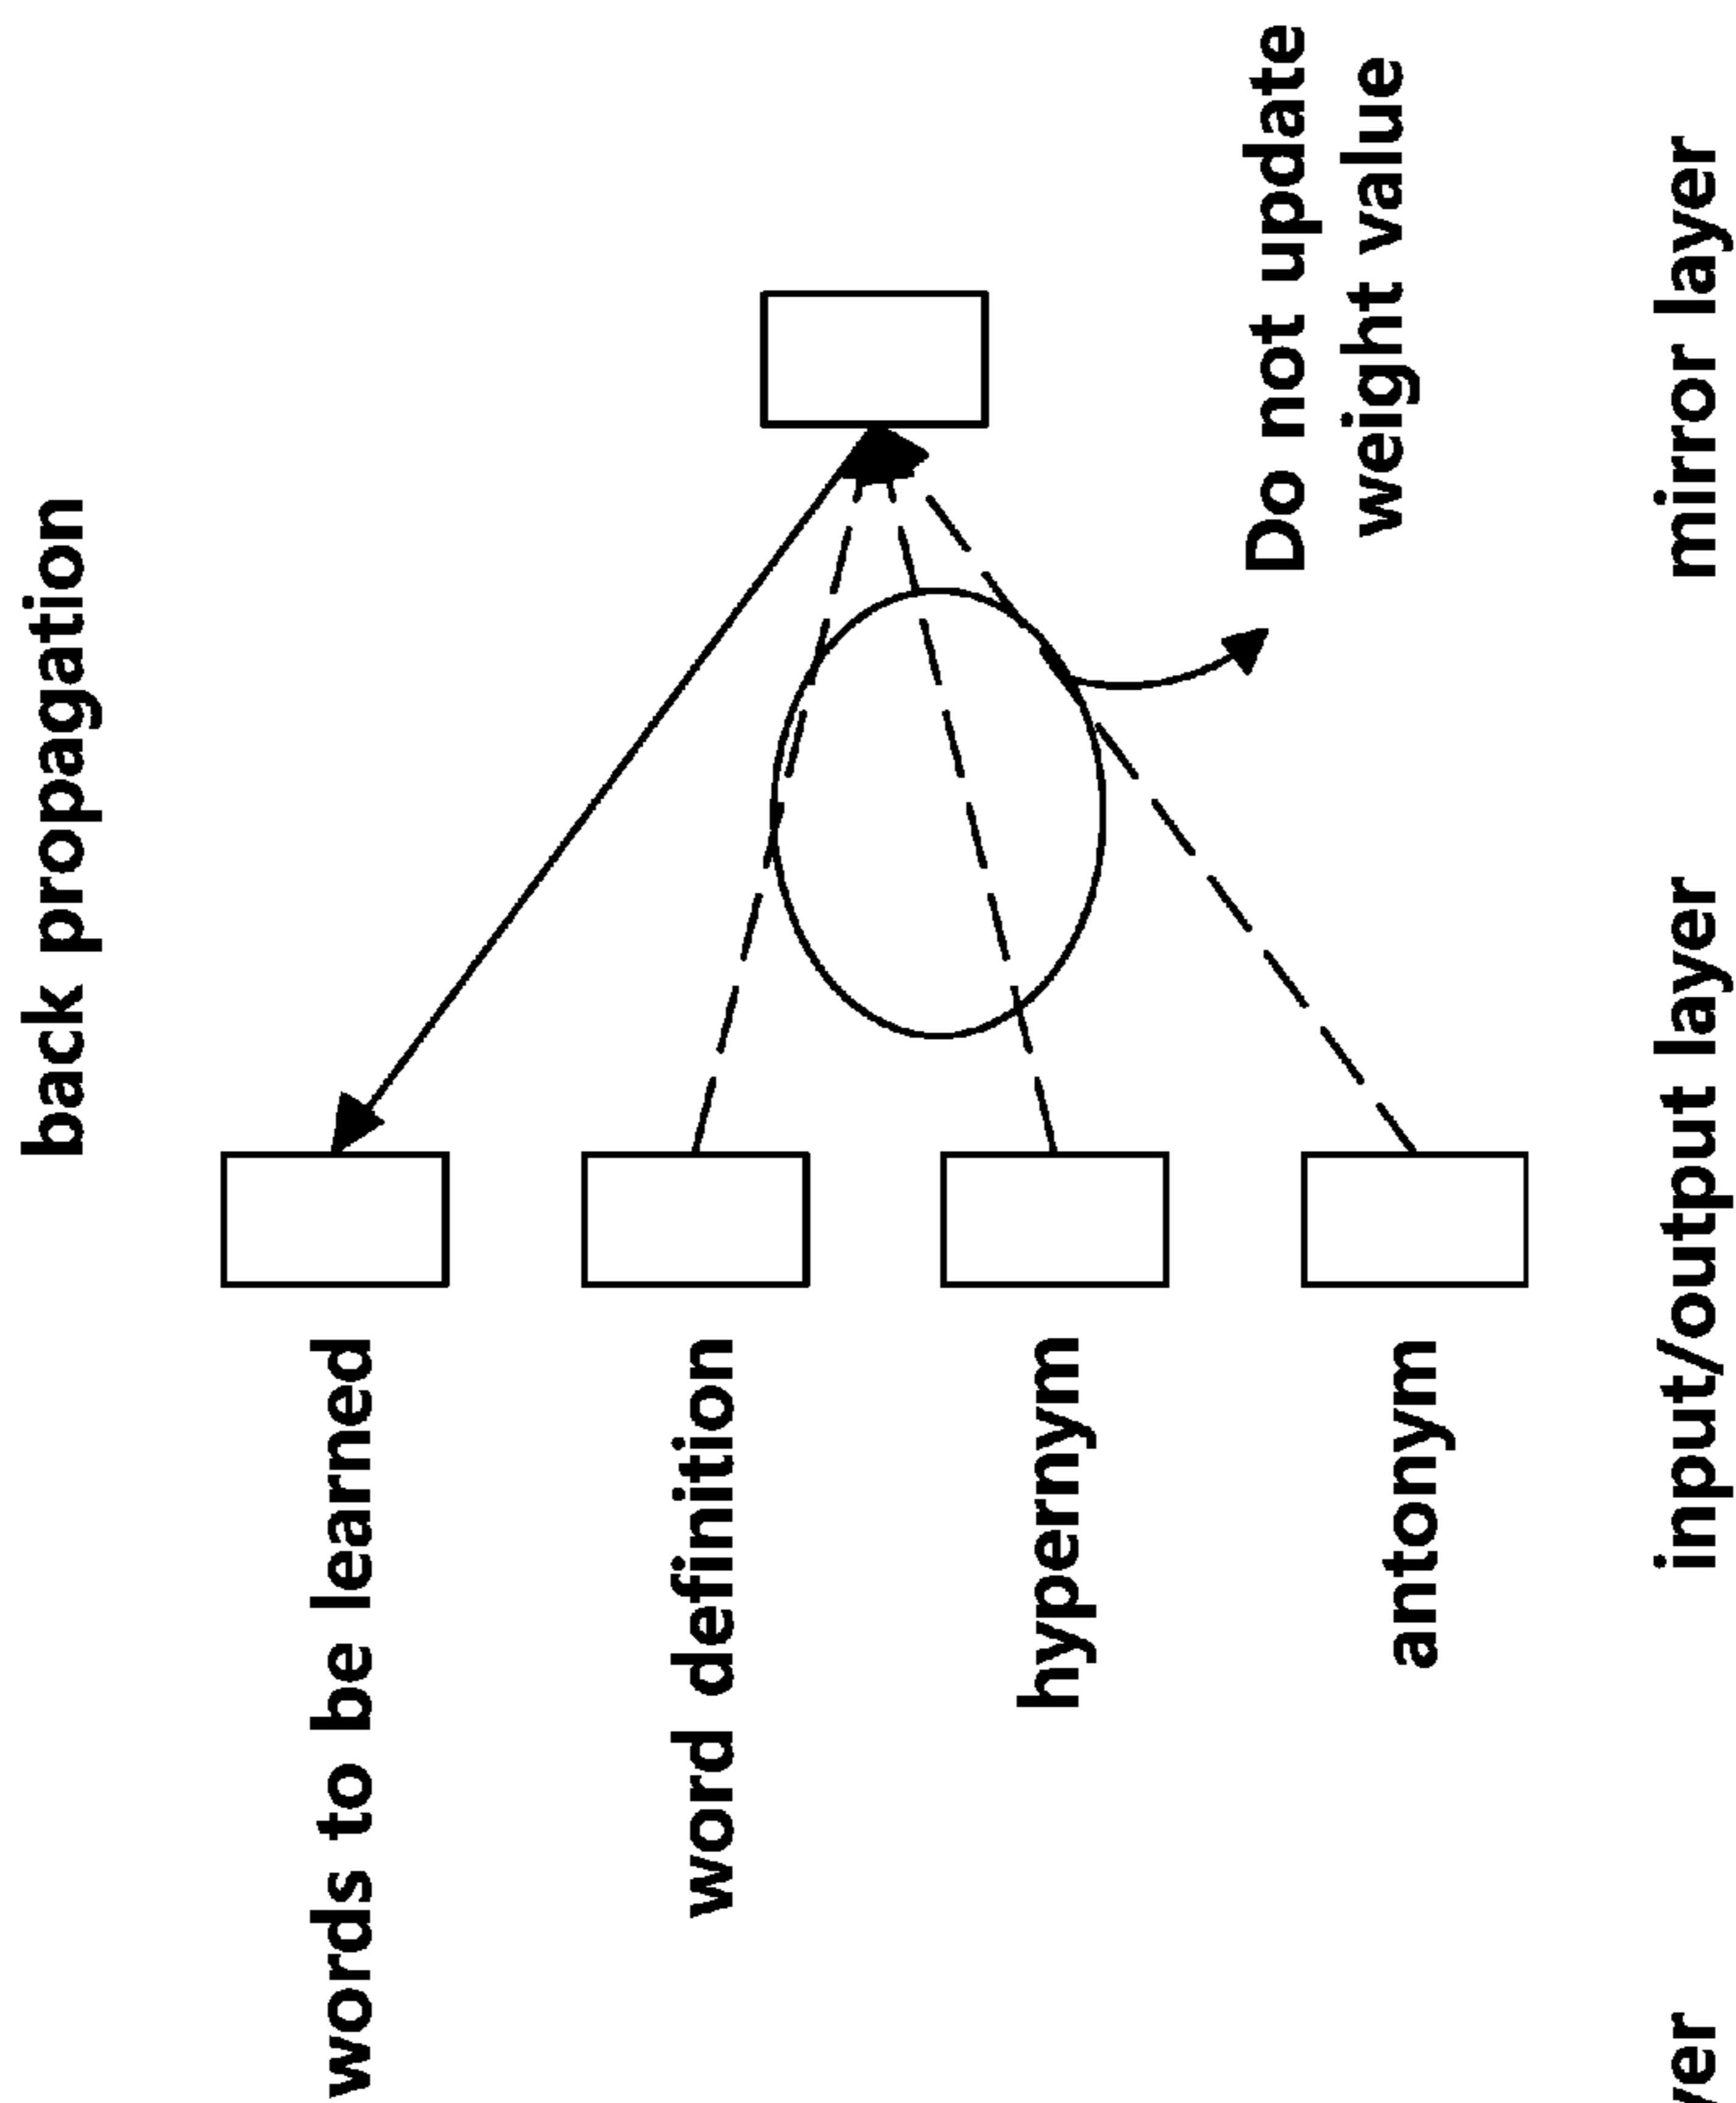 back propagation
words to be learned
word definition
hypernym
antonym
Do not update
weight value
input/output layer
mirror layer